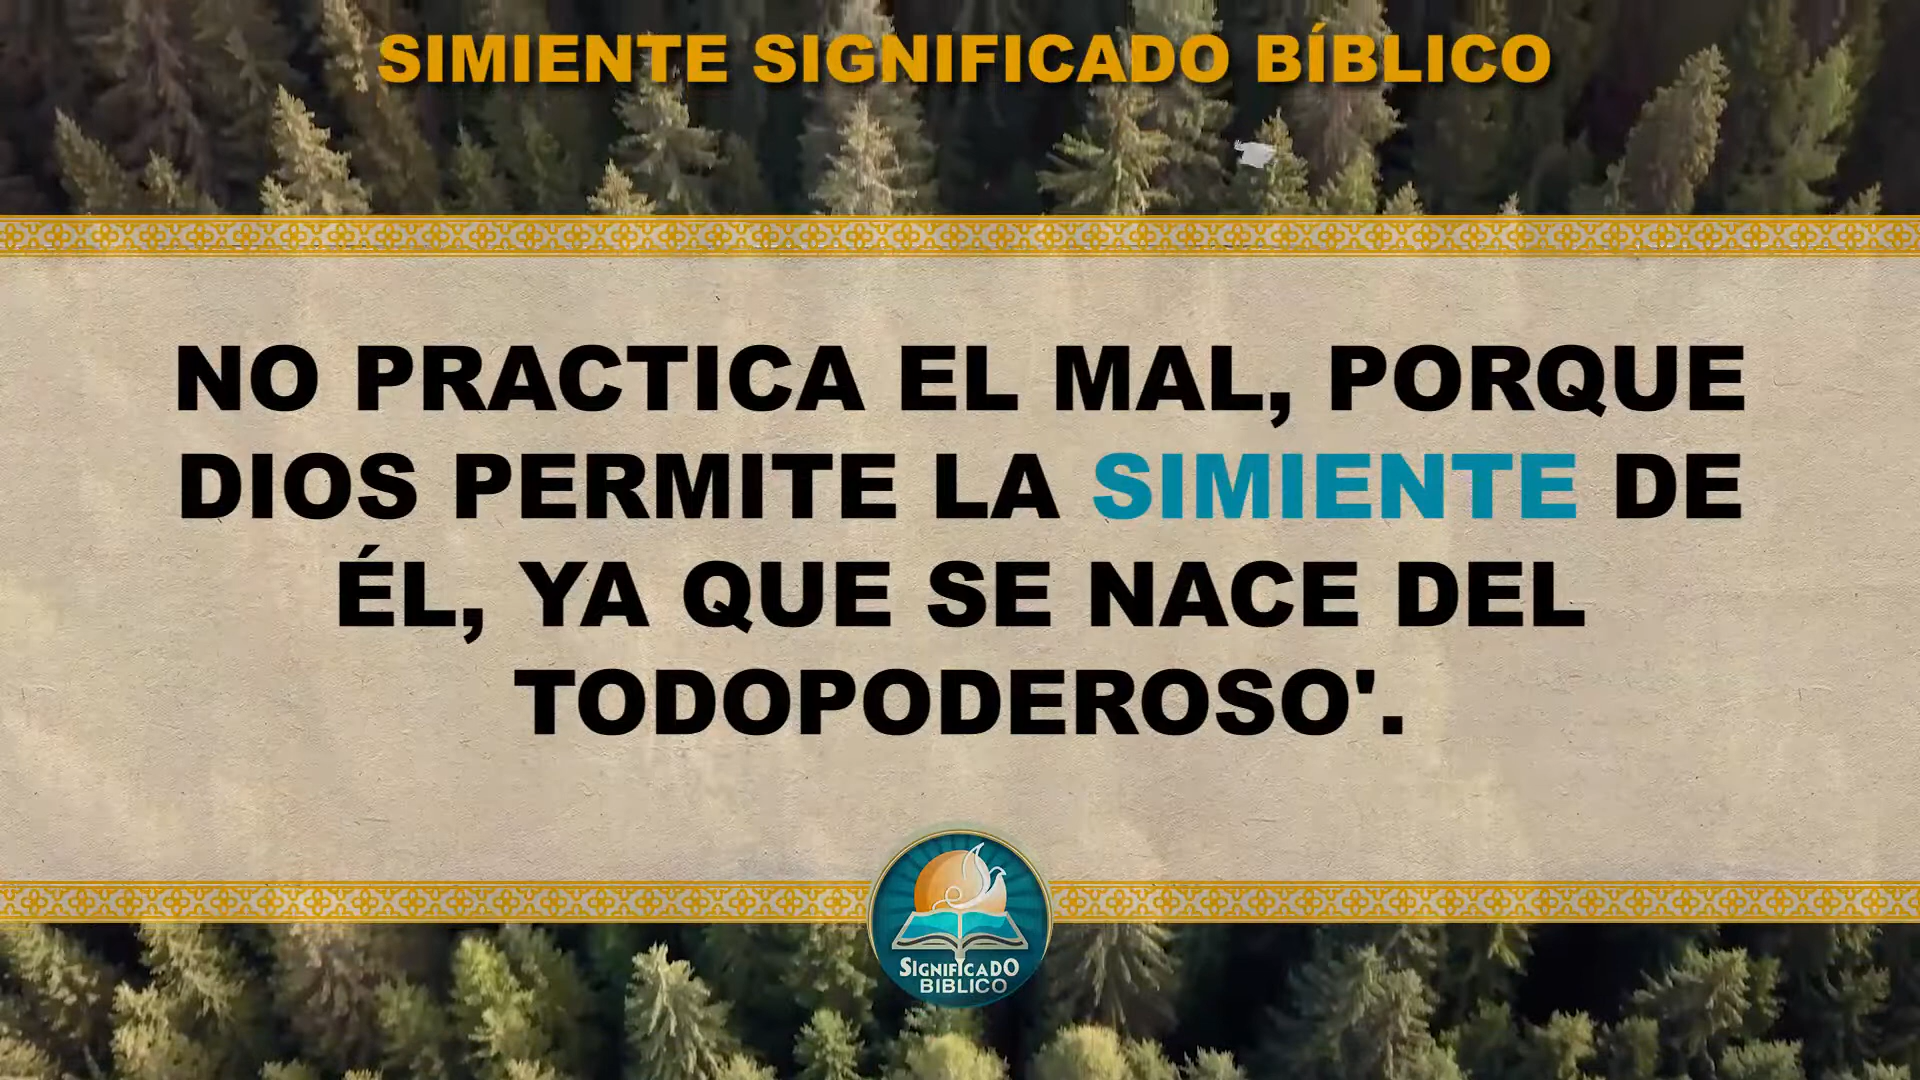 SIMIENTE SIGNIFICADO BÍBLICO
NO PRACTICA EL MAL, PORQUE
DIOS PERMITE LA SIMIENTE DE
ÉL, YA QUE SE NACE DEL
TODOPODEROSO'.
SIGNIFICADO
BIBLICO